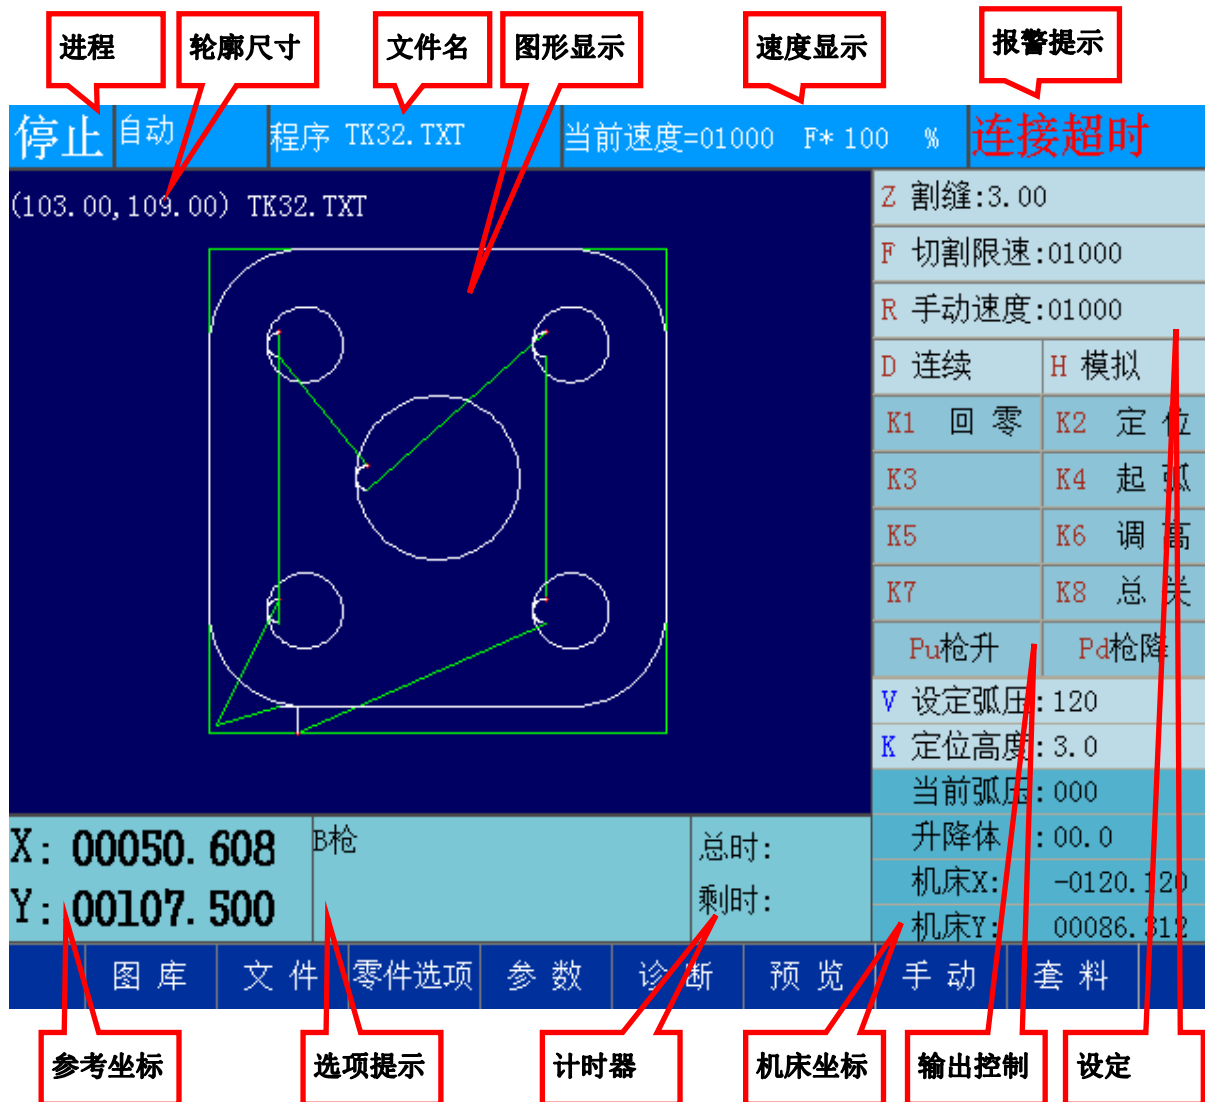 进程 轮廓尺寸 文件名 图形显示 速度显示 报警提示
停止 自动 程序 TK32.TXT 当前速度=01000 F* 100 % 连接超时
(103.00,109.00) TK32.TXT
Z 割缝:3.00
F 切割限速:01000
R 手动速度:01000
D 连续 H 模拟
K1 回 零 K2 定 位
K3 K4 起 弧
K5 K6 调 高
K7 K8 总 关
Pu枪升 Pd枪降
V 设定弧压:120
K 定位高度:3.0
当前弧压:000
升降体 :00.0
机床X: -0120.120
机床Y: 00086.312
X: 00050.608 B枪 总时:
Y: 00107.500 剩时:
图 库 文 件 零件选项 参 数 诊 断 预 览 手 动 套 料
参考坐标 选项提示 计时器 机床坐标 输出控制 设定